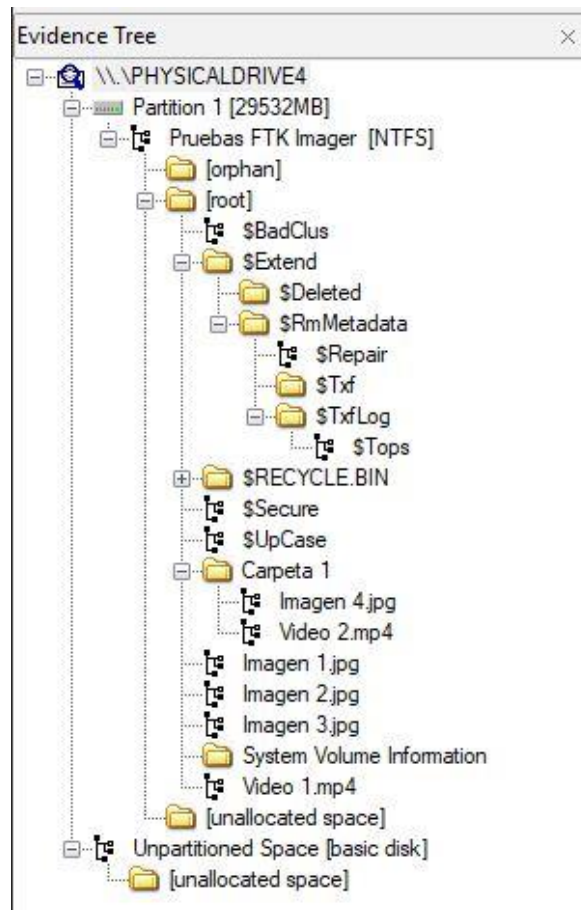 Evidence Tree
\\.\PHYSICALDRIVE4
Partition 1 [29532MB]
Pruebas FTK Imager [NTFS]
[orphan]
[root]
$BadClus
$Extend
$Deleted
$RmMetadata
$Repair
$Txf
$TxfLog
$Tops
$RECYCLE.BIN
$Secure
$UpCase
Carpeta 1
Imagen 4.jpg
Video 2.mp4
Imagen 1.jpg
Imagen 2.jpg
Imagen 3.jpg
System Volume Information
Video 1.mp4
[unallocated space]
Unpartitioned Space [basic disk]
[unallocated space]